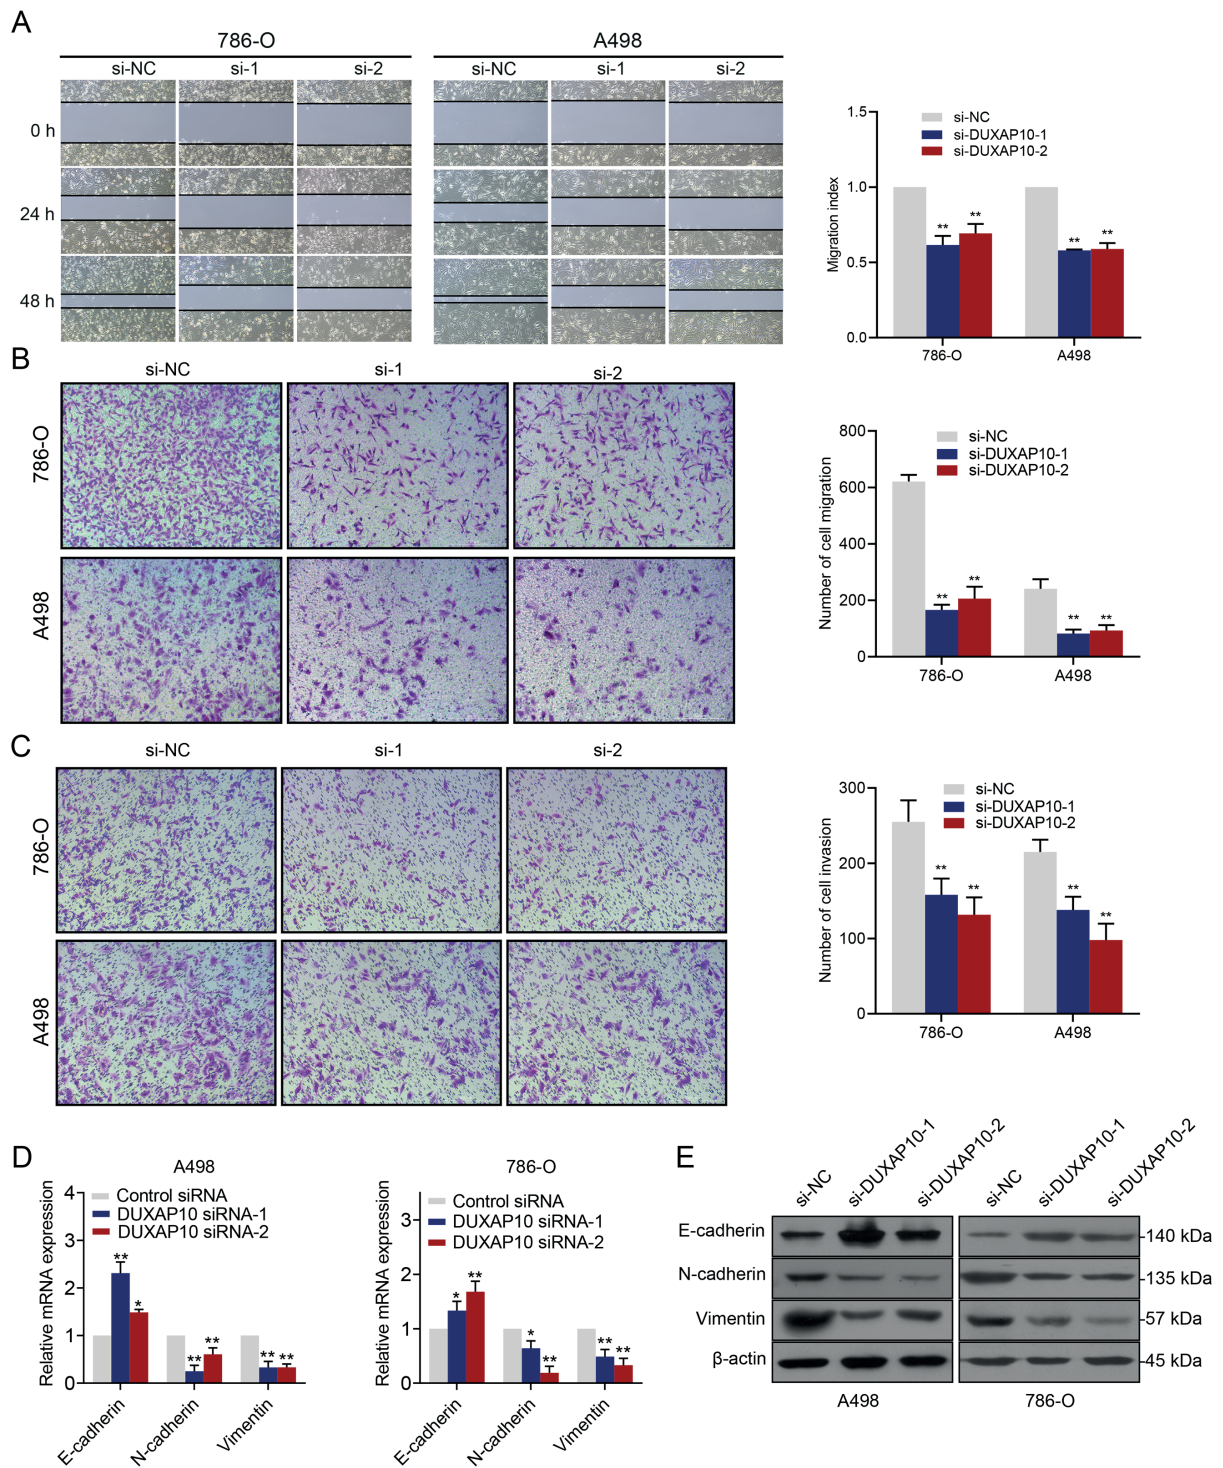 A
786-O
A498
si-NC
si-1
si-2
si-NC
si-1
si-2
0 h
24 h
48 h
1.5
1.0
0.5
0.0
Migration index
si-NC
si-DUXAP10-1
si-DUXAP10-2
**
**
**
**
786-O
A498
B
si-NC
si-1
si-2
786-O
A498
800
600
400
200
0
Number of cell migration
si-NC
si-DUXAP10-1
si-DUXAP10-2
**
**
**
**
786-O
A498
C
si-NC
si-1
si-2
786-O
A498
300
200
100
0
Number of cell invasion
si-NC
si-DUXAP10-1
si-DUXAP10-2
**
**
**
**
786-O
A498
D
A498
Relative mRNA expression
4
3
2
1
0
Control siRNA
DUXAP10 siRNA-1
DUXAP10 siRNA-2
**
*
**
**
**
**
E-cadherin
N-cadherin
Vimentin
786-O
Relative mRNA expression
3
2
1
0
Control siRNA
DUXAP10 siRNA-1
DUXAP10 siRNA-2
*
**
*
**
**
**
E-cadherin
N-cadherin
Vimentin
E
si-NC
si-DUXAP10-1
si-DUXAP10-2
si-NC
si-DUXAP10-1
si-DUXAP10-2
E-cadherin
-140 kDa
N-cadherin
-135 kDa
Vimentin
-57 kDa
β-actin
-45 kDa
A498
786-O